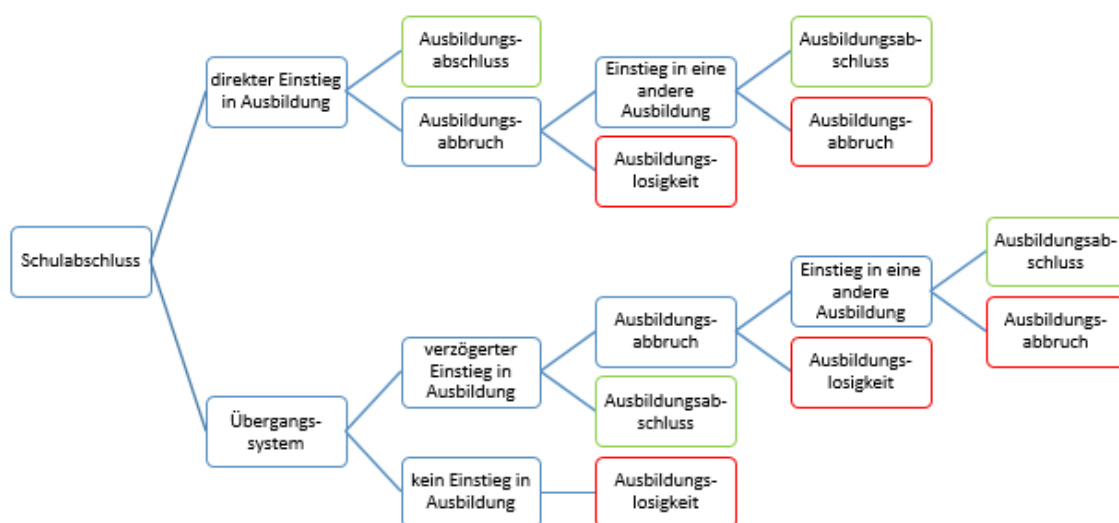 Schulabschluss
direkter Einstieg
in Ausbildung
Ausbildungs-
abschluss
Ausbildungs-
abbruch
Einstieg in eine
andere
Ausbildung
Ausbildungsab-
schluss
Ausbildungs-
abbruch
Ausbildungs-
losigkeit
Übergangs-
system
verzögerter
Einstieg in
Ausbildung
Ausbildungs-
abbruch
Einstieg in eine
andere
Ausbildung
Ausbildungsab-
schluss
Ausbildungs-
abbruch
Ausbildungs-
losigkeit
Ausbildungsab-
schluss
kein Einstieg in
Ausbildung
Ausbildungs-
losigkeit